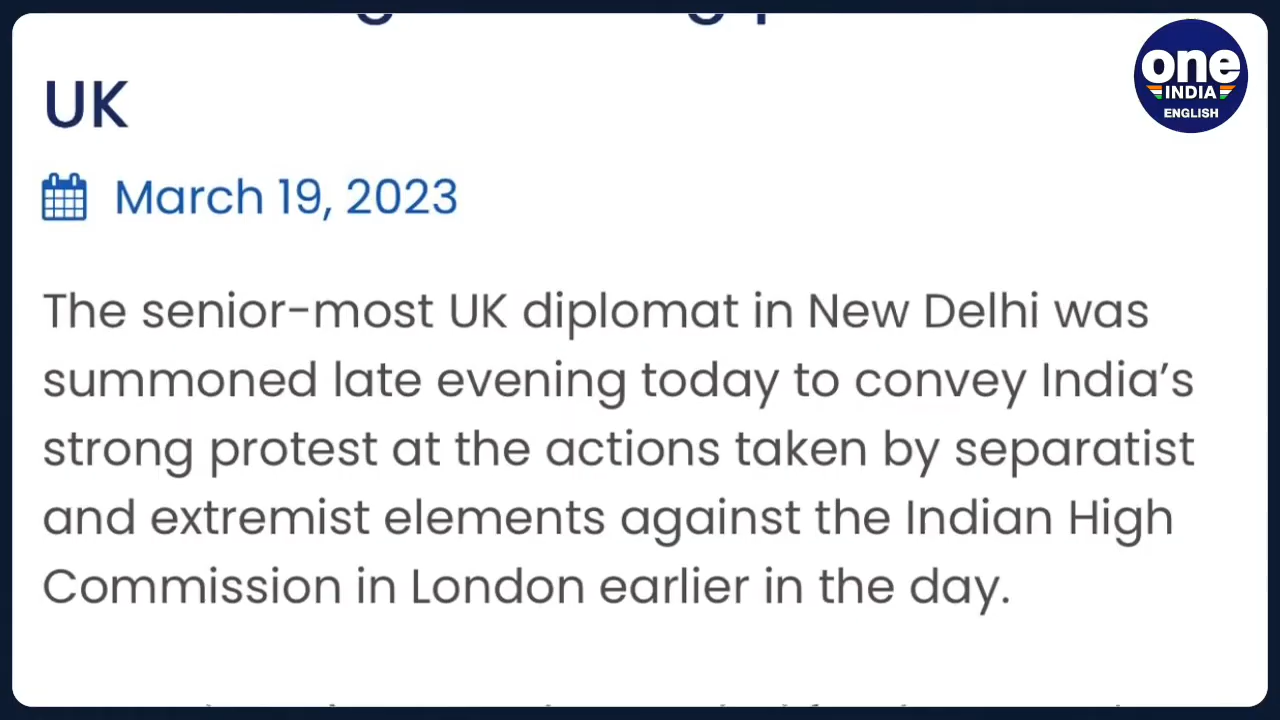 UK
one
INDIA
ENGLISH
March 19, 2023
The senior-most UK diplomat in New Delhi was
summoned late evening today to convey India’s
strong protest at the actions taken by separatist
and extremist elements against the Indian High
Commission in London earlier in the day.